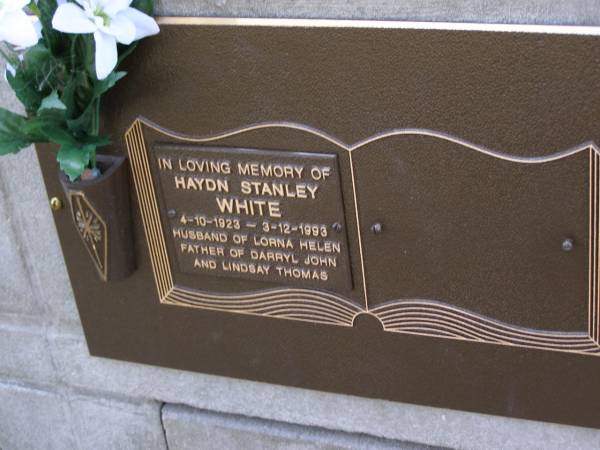 IN LOVING MEMORY OF
HAYDN STANLEY
WHITE
4-10-1923 — 3-12-1993
HUSBAND OF LORNA HELEN
FATHER OF DARRYL JOHN
AND LINDSAY THOMAS